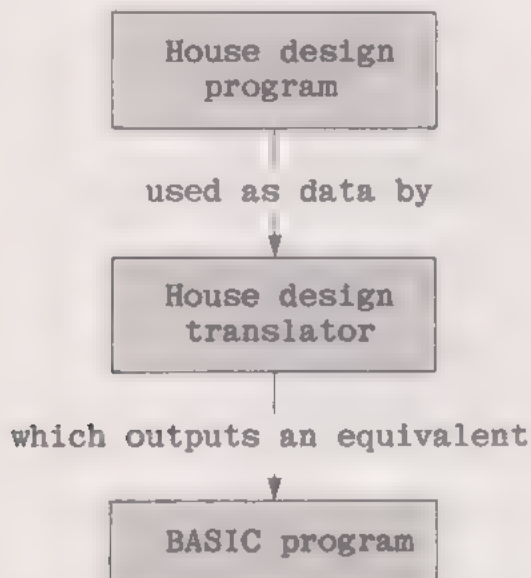 House design
program
used as data by
House design
translator
which outputs an equivalent
BASIC program